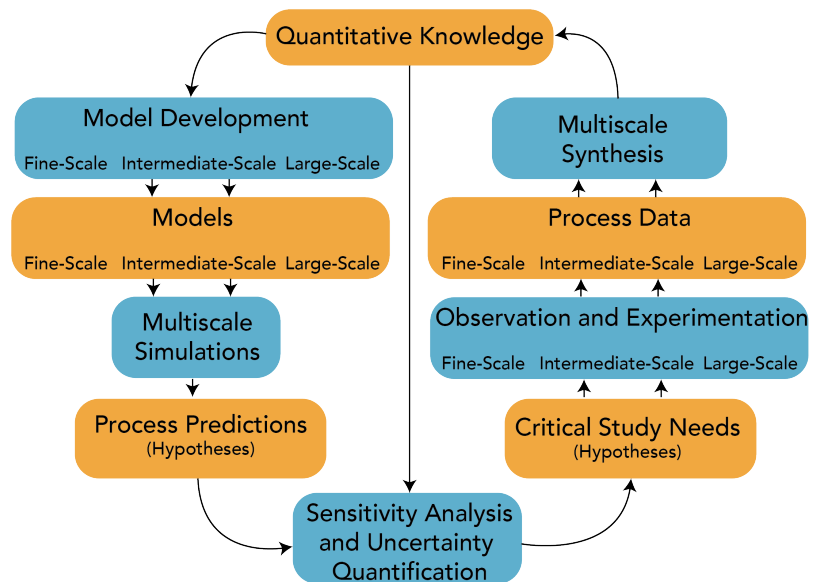 Quantitative Knowledge
Model Development
Fine-Scale Intermediate-Scale Large-Scale
Models
Fine-Scale Intermediate-Scale Large-Scale
Multiscale
Simulations
Process Predictions
(Hypotheses)
Sensitivity Analysis
and Uncertainty
Quantification
Critical Study Needs
(Hypotheses)
Observation and Experimentation
Fine-Scale Intermediate-Scale Large-Scale
Process Data
Fine-Scale Intermediate-Scale Large-Scale
Multiscale
Synthesis